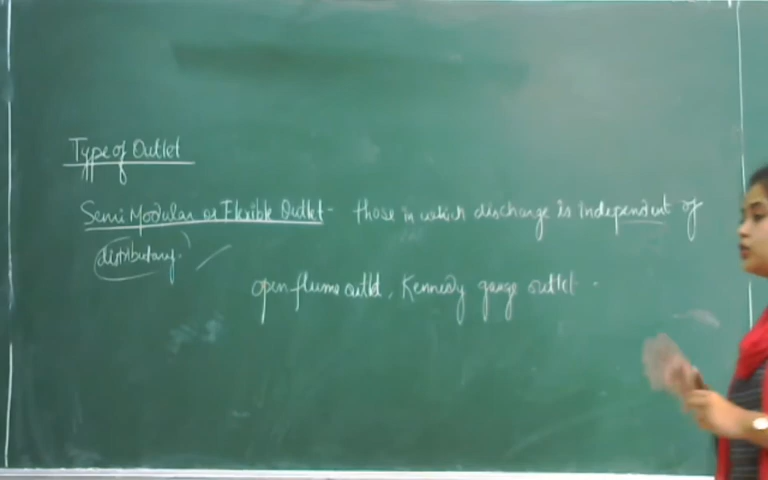 Type of Outlet
Semi Modular or Flexible Outlet - those in which discharge is independent of
distributary.
open flume outlet, Kennedy gauge outlet.